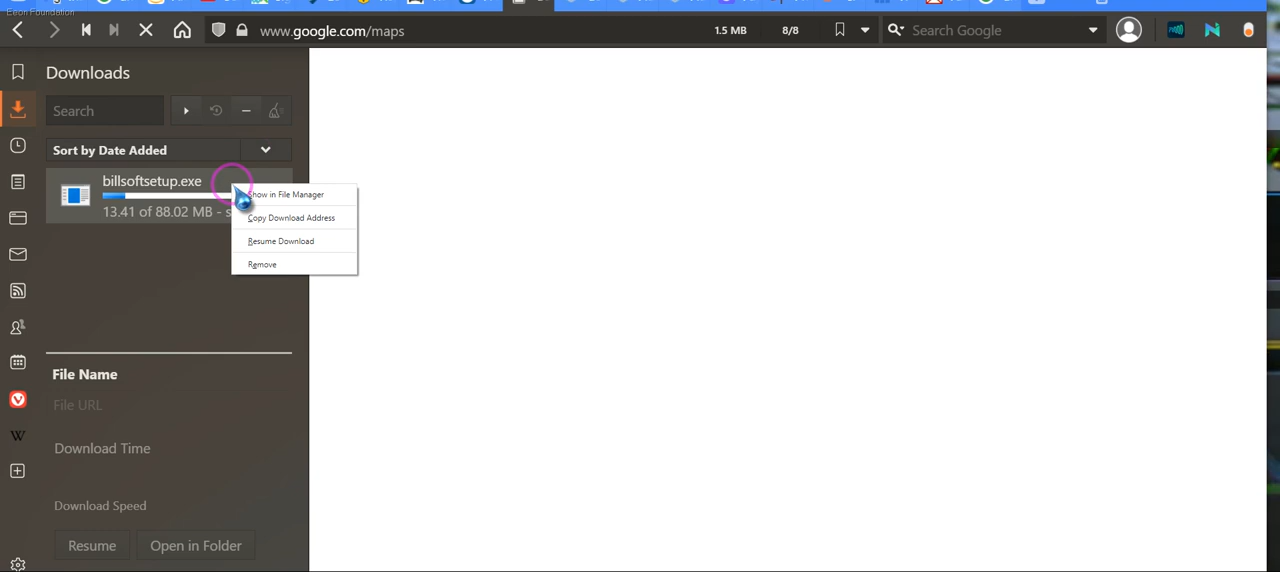 Eeon Foundation
www.google.com/maps
1.5 MB
8/8
Search Google
Downloads
Search
Sort by Date Added
billsoftsetup.exe
13.41 of 88.02 MB - s
Show in File Manager
Copy Download Address
Resume Download
Remove
File Name
File URL
Download Time
Download Speed
Resume
Open in Folder
W